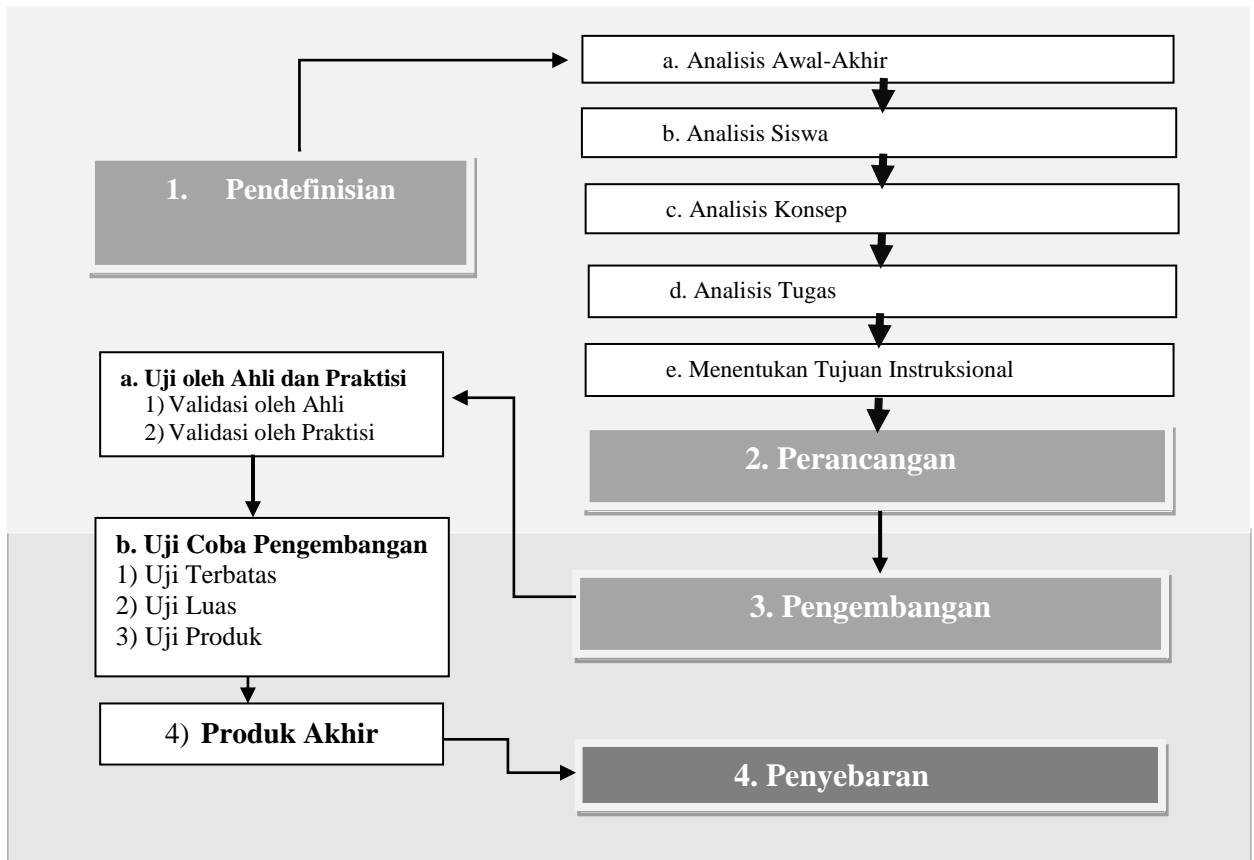 1. Pendefinisian
a. Analisis Awal-Akhir
b. Analisis Siswa
c. Analisis Konsep
d. Analisis Tugas
e. Menentukan Tujuan Instruksional
2. Perancangan
3. Pengembangan
a. Uji oleh Ahli dan Praktisi
1) Validasi oleh Ahli
2) Validasi oleh Praktisi
b. Uji Coba Pengembangan
1) Uji Terbatas
2) Uji Luas
3) Uji Produk
4) Produk Akhir
4. Penyebaran